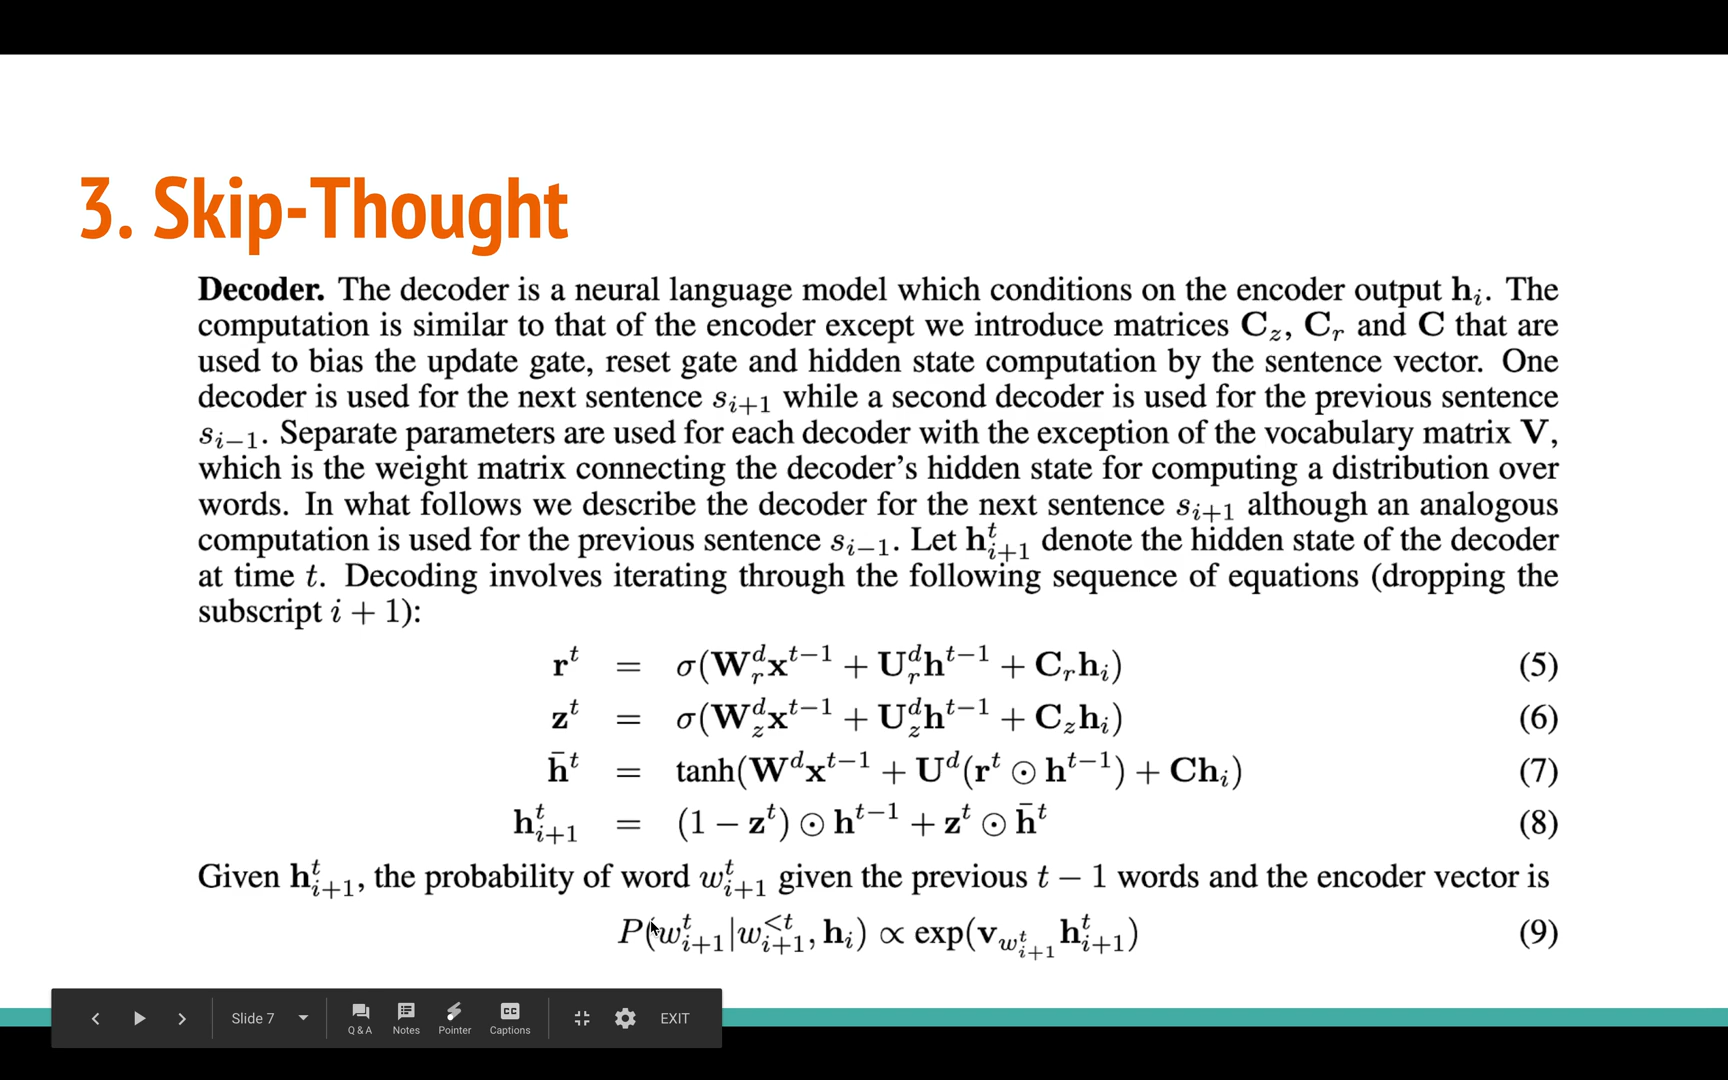 3. Skip-Thought
Decoder. The decoder is a neural language model which conditions on the encoder output h_i. The
computation is similar to that of the encoder except we introduce matrices C_z, C_r and C that are
used to bias the update gate, reset gate and hidden state computation by the sentence vector. One
decoder is used for the next sentence s_{i+1} while a second decoder is used for the previous sentence
s_{i−1}. Separate parameters are used for each decoder with the exception of the vocabulary matrix V,
which is the weight matrix connecting the decoder's hidden state for computing a distribution over
words. In what follows we describe the decoder for the next sentence s_{i+1} although an analogous
computation is used for the previous sentence s_{i−1}. Let h^t_{i+1} denote the hidden state of the decoder
at time t. Decoding involves iterating through the following sequence of equations (dropping the
subscript i + 1):
r^t = σ(W^d_r x^{t−1} + U^d_r h^{t−1} + C_r h_i) (5)
z^t = σ(W^d_z x^{t−1} + U^d_z h^{t−1} + C_z h_i) (6)
h̄^t = tanh(W^d x^{t−1} + U^d(r^t ⊙ h^{t−1}) + Ch_i) (7)
h^t_{i+1} = (1 − z^t) ⊙ h^{t−1} + z^t ⊙ h̄^t (8)
Given h^t_{i+1}, the probability of word w^t_{i+1} given the previous t − 1 words and the encoder vector is
P(w^t_{i+1}|w^{<t}_{i+1}, h_i) ∝ exp(v_{w^t_{i+1}} h^t_{i+1}) (9)
Slide 7
Q & A Notes Pointer CC Captions
EXIT